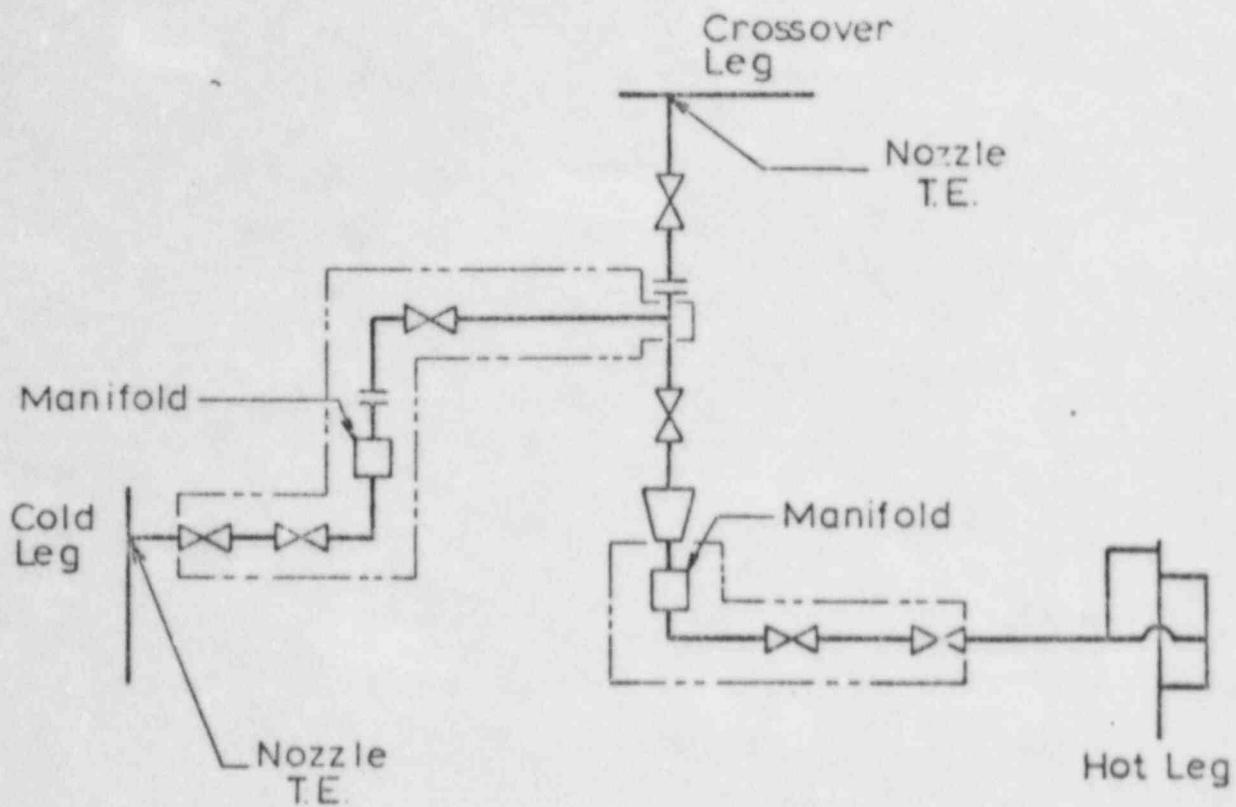 Crossover
Leg
Nozzle
T.E.
Manifold
Cold
Leg
Manifold
Nozzle
T.E.
Hot Leg